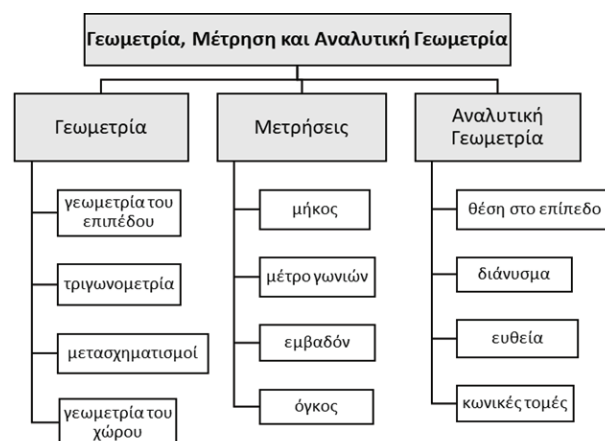 Γεωμετρία, Μέτρηση και Αναλυτική Γεωμετρία
Γεωμετρία
γεωμετρία του
επιπέδου
τριγωνομετρία
μετασχηματισμοί
γεωμετρία του
χώρου
Μετρήσεις
μήκος
μέτρο γωνιών
εμβαδόν
όγκος
Αναλυτική
Γεωμετρία
θέση στο επίπεδο
διάνυσμα
ευθεία
κωνικές τομές